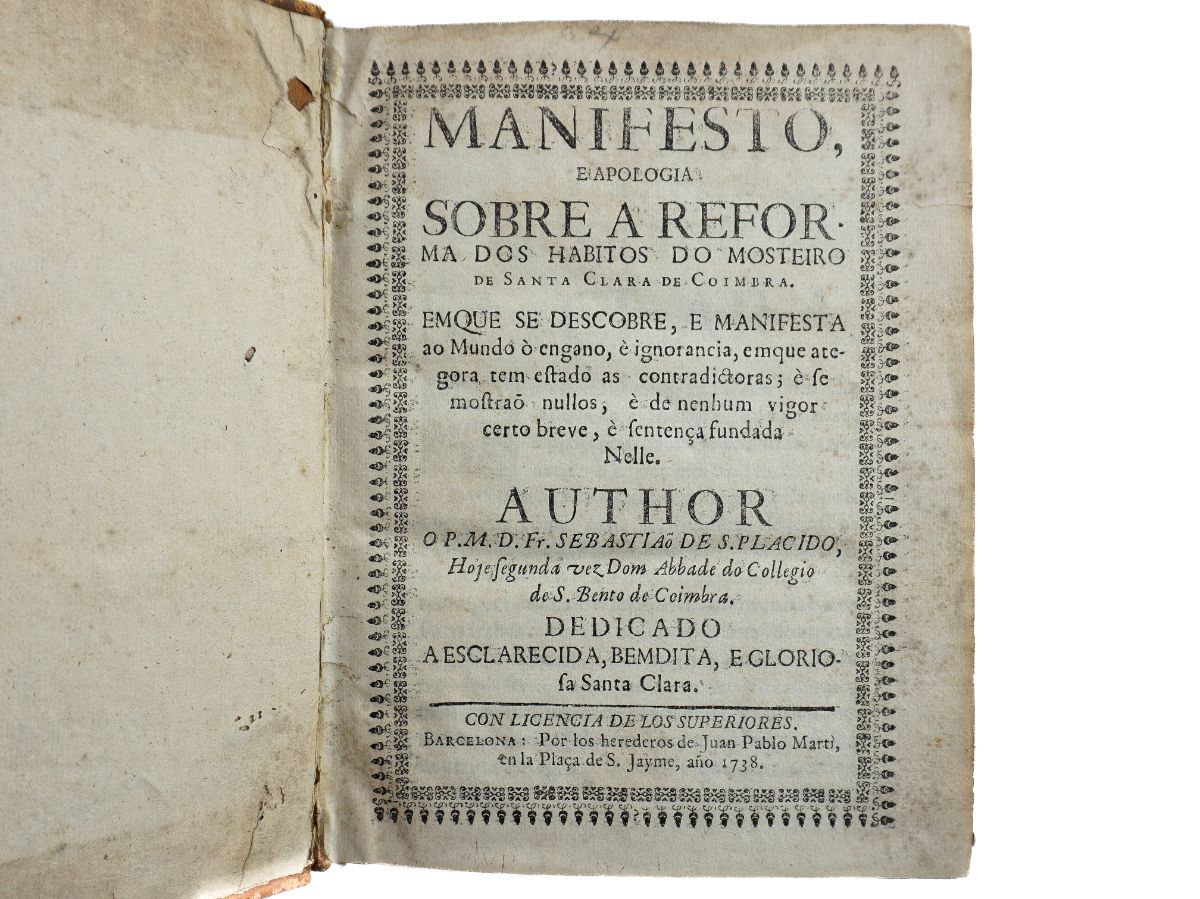 MANIFESTO,
E APOLOGIA
SOBRE A REFOR-
MA DOS HABITOS DO MOSTEIRO
DE SANTA CLARA DE COIMBRA.
EMQUE SE DESCOBRE, E MANIFESTA
ao Mundo ò engano, è ignorancia, emque ate-
gora tem eſtado as contradictoras; è ſe
moſtraõ nullos, è de nenhum vigor
certo breve, è ſentença fundada
Nelle.
AUTHOR
O P. M. D. Fr. SEBASTIAõ DE S. PLACIDO,
Hoje ſegunda vez Dom Abbade do Collegio
de S. Bento de Coimbra.
DEDICADO
A ESCLARECIDA, BEMDITA, E GLORIO-
ſa Santa Clara.
CON LICENCIA DE LOS SUPERIORES.
BARCELONA: Por los herederos de Juan Pablo Martì,
en la Plaça de S. Jayme, año 1738.